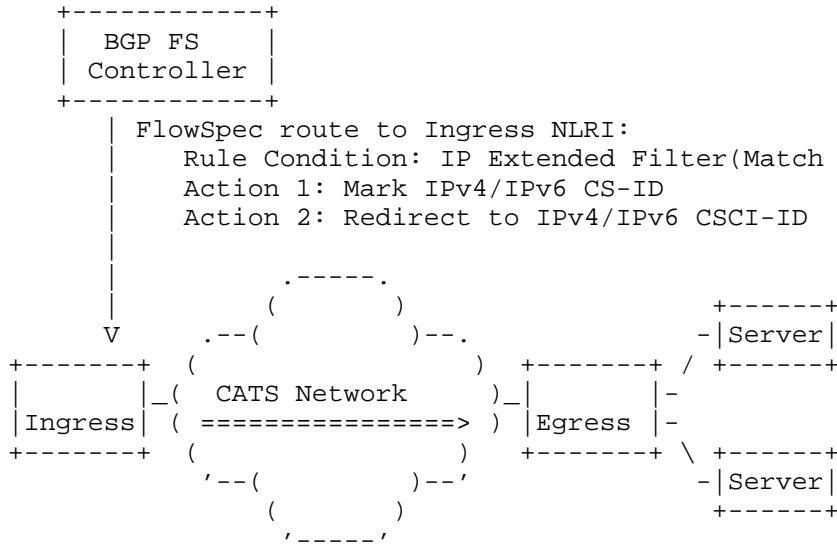 BGP FS
Controller
FlowSpec route to Ingress NLRI:
Rule Condition: IP Extended Filter(Match
Action 1: Mark IPv4/IPv6 CS-ID
Action 2: Redirect to IPv4/IPv6 CSCI-ID
Server
CATS Network
Ingress
Egress
Server